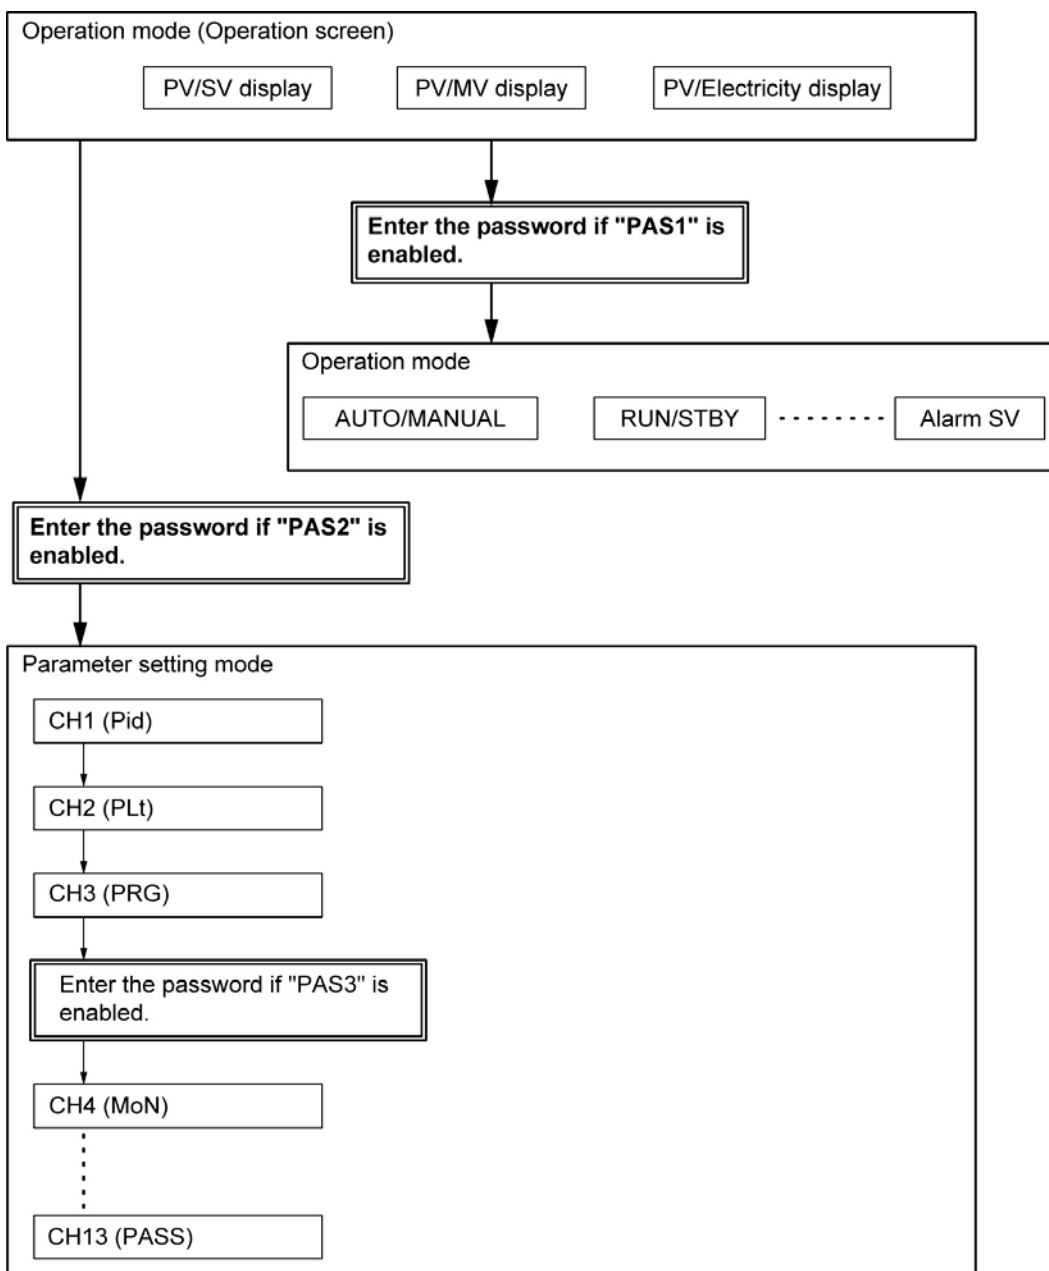 Operation mode (Operation screen)
PV/SV display
PV/MV display
PV/Electricity display
Enter the password if "PAS1" is
enabled.
Operation mode
AUTO/MANUAL
RUN/STBY
Alarm SV
Enter the password if "PAS2" is
enabled.
Parameter setting mode
CH1 (Pid)
CH2 (PLt)
CH3 (PRG)
Enter the password if "PAS3" is
enabled.
CH4 (MoN)
CH13 (PASS)